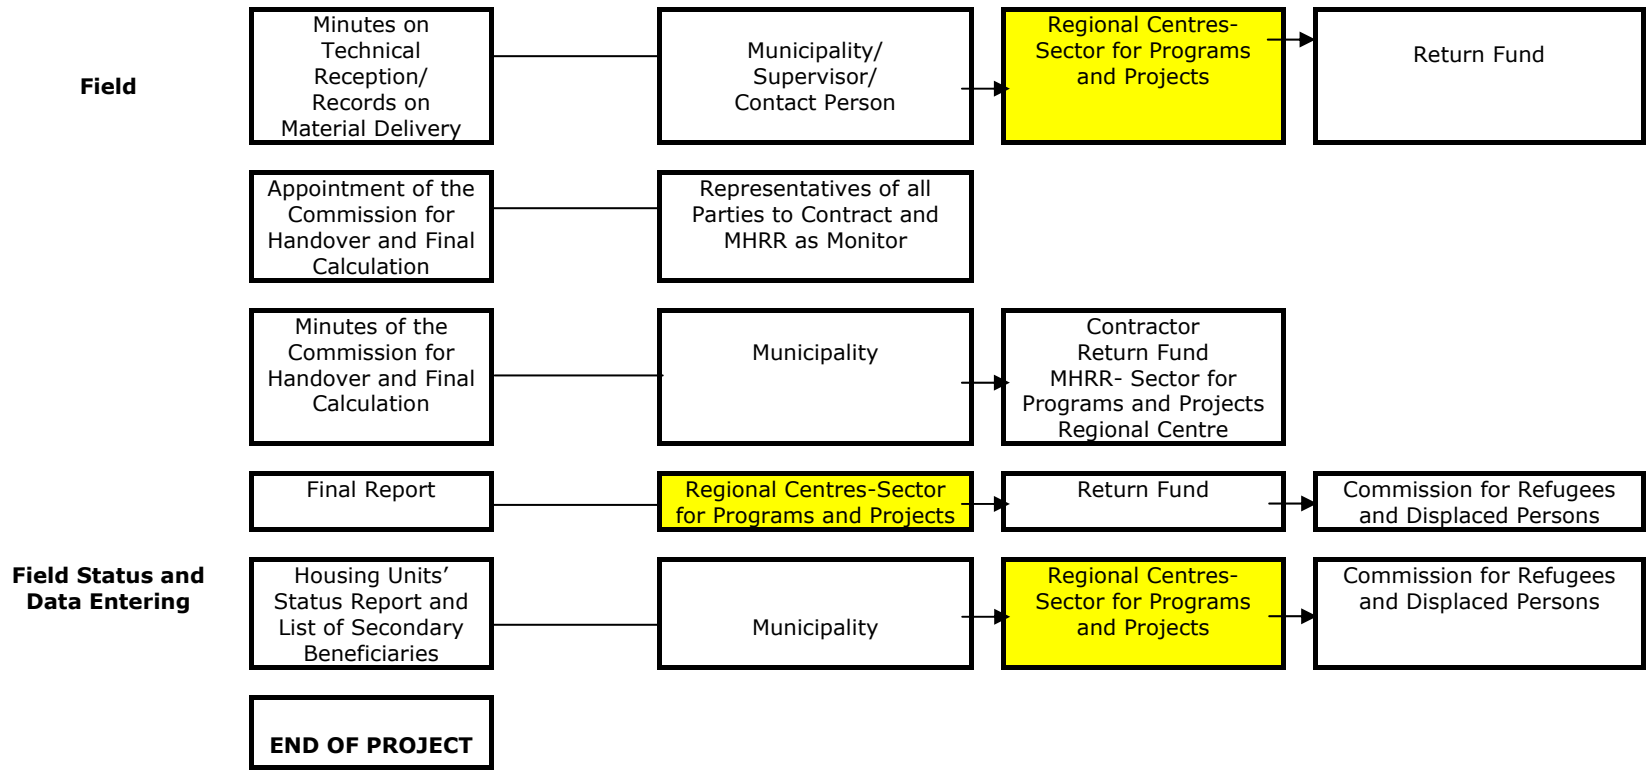 Field
Minutes on
Technical
Reception/
Records on
Material Delivery
Municipality/
Supervisor/
Contact Person
Regional Centres-
Sector for Programs
and Projects
Return Fund
Appointment of the
Commission for
Handover and Final
Calculation
Representatives of all
Parties to Contract and
MHRR as Monitor
Minutes of the
Commission for
Handover and Final
Calculation
Municipality
Contractor
Return Fund
MHRR- Sector for
Programs and Projects
Regional Centre
Final Report
Regional Centres-Sector
for Programs and Projects
Return Fund
Commission for Refugees
and Displaced Persons
Field Status and
Data Entering
Housing Units’
Status Report and
List of Secondary
Beneficiaries
Municipality
Regional Centres-
Sector for Programs
and Projects
Commission for Refugees
and Displaced Persons
END OF PROJECT